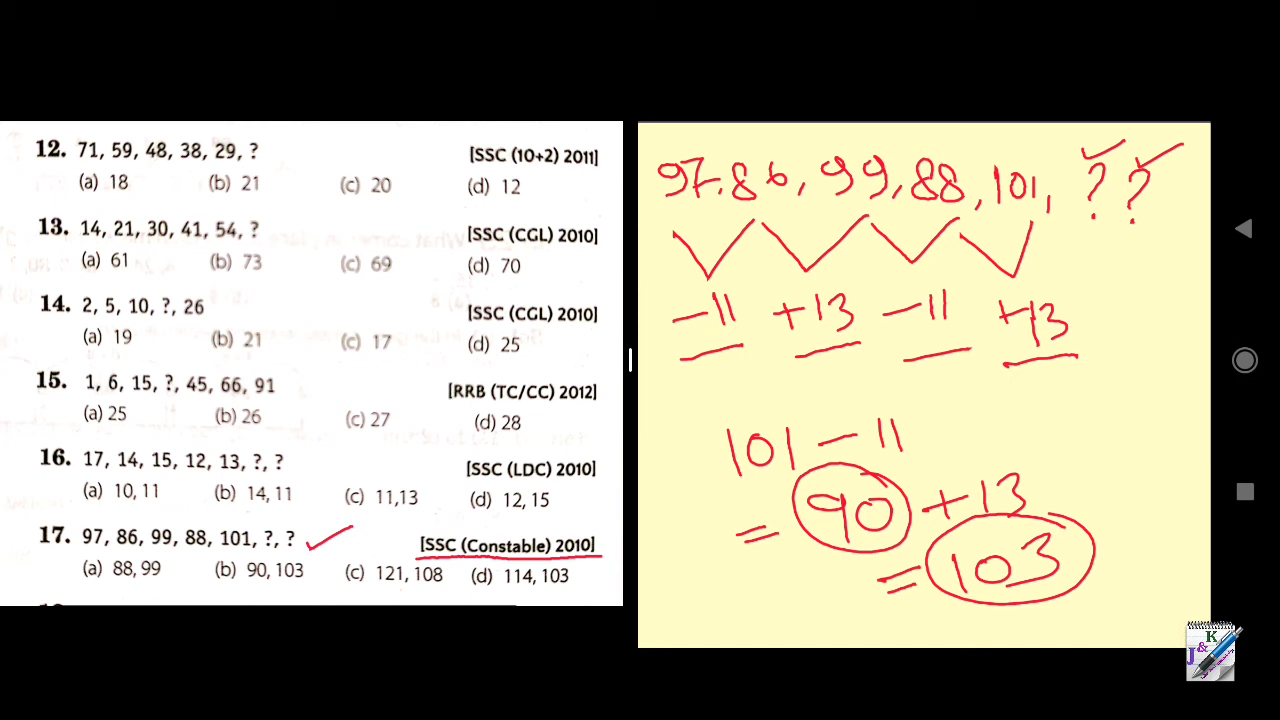 12. 71, 59, 48, 38, 29, ? [SSC (10+2) 2011]
(a) 18 (b) 21 (c) 20 (d) 12
13. 14, 21, 30, 41, 54, ? [SSC (CGL) 2010]
(a) 61 (b) 73 (c) 69 (d) 70
14. 2, 5, 10, ?, 26 [SSC (CGL) 2010]
(a) 19 (b) 21 (c) 17 (d) 25
15. 1, 6, 15, ?, 45, 66, 91 [RRB (TC/CC) 2012]
(a) 25 (b) 26 (c) 27 (d) 28
16. 17, 14, 15, 12, 13, ?, ? [SSC (LDC) 2010]
(a) 10, 11 (b) 14, 11 (c) 11,13 (d) 12, 15
17. 97, 86, 99, 88, 101, ?, ? [SSC (Constable) 2010]
(a) 88, 99 (b) 90, 103 (c) 121, 108 (d) 114, 103
97, 86, 99, 88, 101, ? ?
-11 +13 -11 +13
101 - 11
= 90 + 13
= 103
J&K